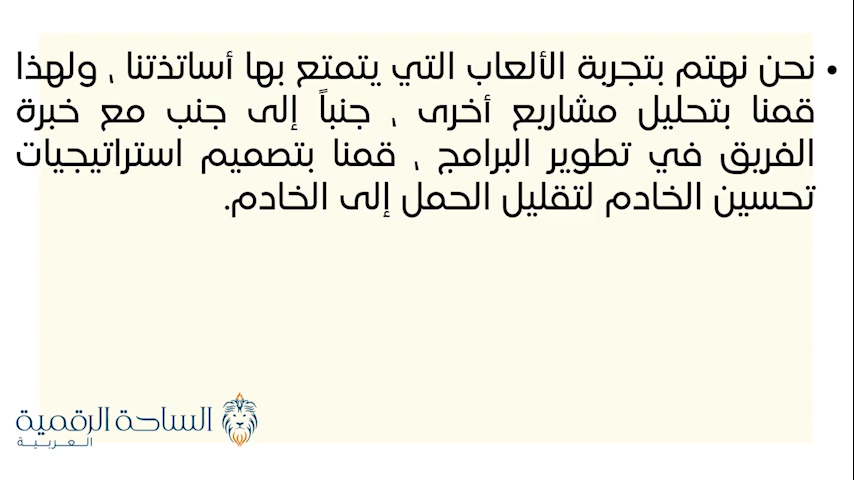 • نحن نهتم بتجربة الألعاب التي يتمتع بها أساتذتنا ، ولهذا
قمنا بتحليل مشاريع أخرى ، جنباً إلى جنب مع خبرة
الفريق في تطوير البرامج ، قمنا بتصميم استراتيجيات
تحسين الخادم لتقليل الحمل إلى الخادم.
الساحة الرقمية
العربية